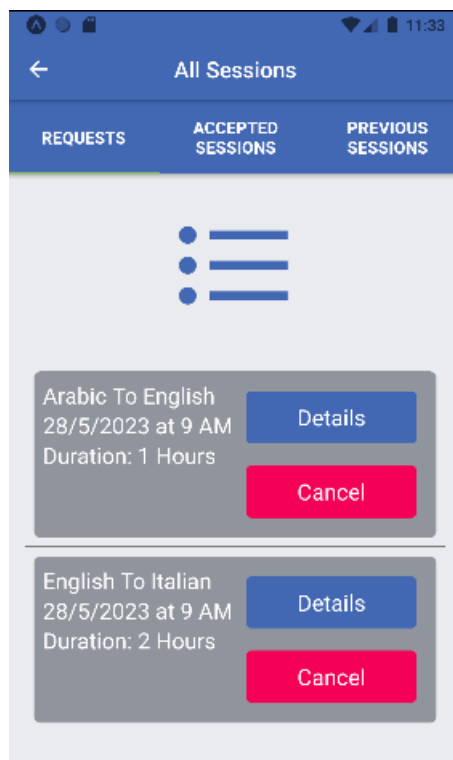 11:33
All Sessions
REQUESTS
ACCEPTED
SESSIONS
PREVIOUS
SESSIONS
Arabic To English
28/5/2023 at 9 AM
Duration: 1 Hours
Details
Cancel
English To Italian
28/5/2023 at 9 AM
Duration: 2 Hours
Details
Cancel